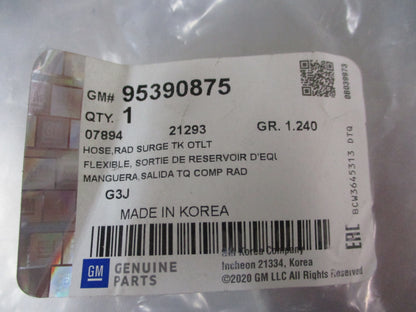 GM# 95390875
QTY. 1
07894 21293 GR. 1.240
HOSE,RAD SURGE TK OTLT
FLEXIBLE, SORTIE DE RESERVOIR D'EQI
MANGUERA,SALIDA TQ COMP RAD
G3J
MADE IN KOREA
GM
GENUINE
PARTS
GM Korea Company
Incheon 21334, Korea
©2020 GM LLC All Rights Reserved
0B039973
BCW3645313 DTQ
EAC